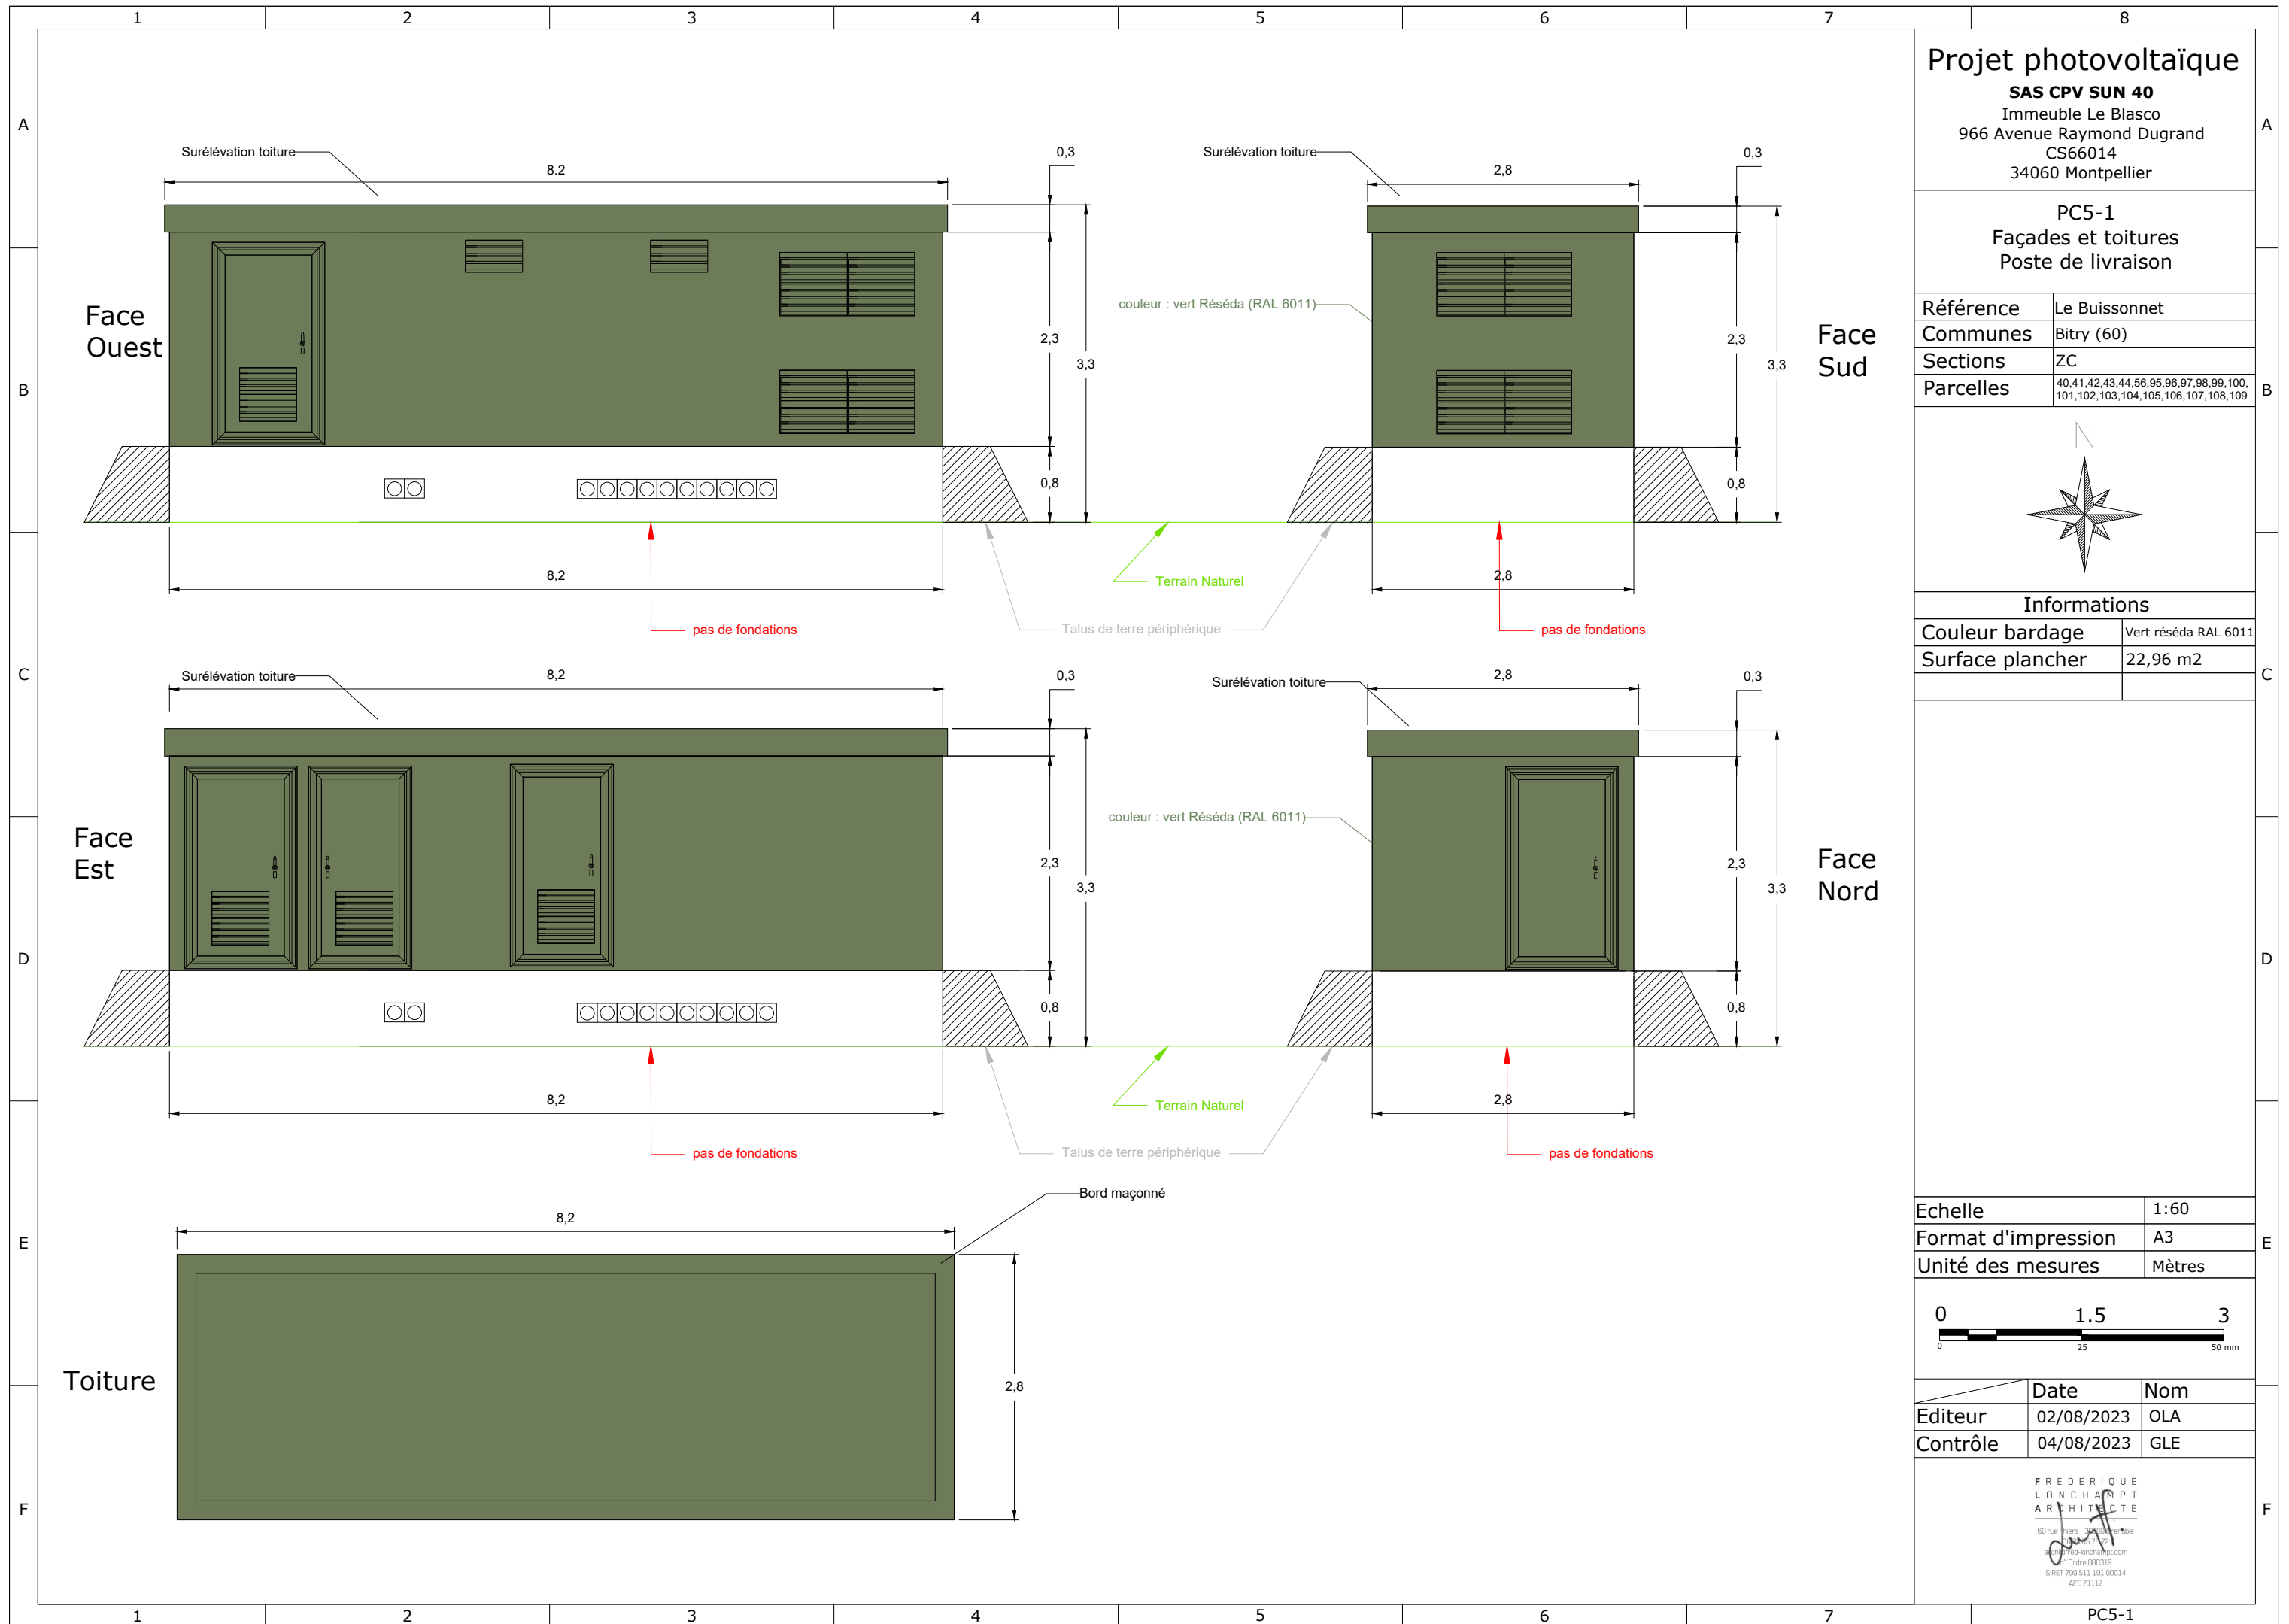 1 2 3 4 5 6 7 8
A
B
C
D
E
F
A
B
C
D
E
F
Surélévation toiture
8.2
0,3
2,3
3,3
0,8
Face
Ouest
8,2
pas de fondations
Surélévation toiture
2,8
0,3
couleur : vert Réséda (RAL 6011)
2,3
3,3
0,8
Face
Sud
2,8
Terrain Naturel
Talus de terre périphérique
pas de fondations
Surélévation toiture
8,2
0,3
2,3
3,3
0,8
Face
Est
8,2
pas de fondations
Surélévation toiture
2,8
0,3
couleur : vert Réséda (RAL 6011)
2,3
3,3
0,8
Face
Nord
2,8
Terrain Naturel
Talus de terre périphérique
pas de fondations
Bord maçonné
8,2
2,8
Toiture
Projet photovoltaïque
SAS CPV SUN 40
Immeuble Le Blasco
966 Avenue Raymond Dugrand
CS66014
34060 Montpellier
PC5-1
Façades et toitures
Poste de livraison
Référence Le Buissonnet
Communes Bitry (60)
Sections ZC
Parcelles 40,41,42,43,44,56,95,96,97,98,99,100,
101,102,103,104,105,106,107,108,109
N
Informations
Couleur bardage Vert réséda RAL 6011
Surface plancher 22,96 m2
Echelle 1:60
Format d'impression A3
Unité des mesures Mètres
0 1.5 3
0 25 50 mm
Date Nom
Editeur 02/08/2023 OLA
Contrôle 04/08/2023 GLE
FREDERIQUE
LONCHAMPT
ARCHITECTE
60 rue
n° Ordre 080319
SIRET 799 511 191 00014
APE 7111Z
1 2 3 4 5 6 7 PC5-1